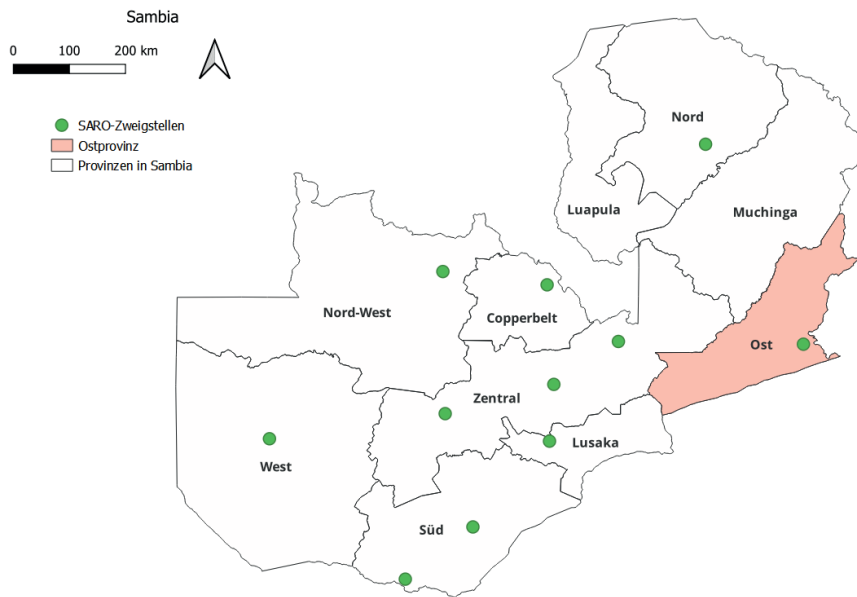 Sambia
0 100 200 km
SARO-Zweigstellen
Ostprovinz
Provinzen in Sambia
Nord
Luapula
Muchinga
Nord-West
Copperbelt
Ost
Zentral
Lusaka
West
Süd